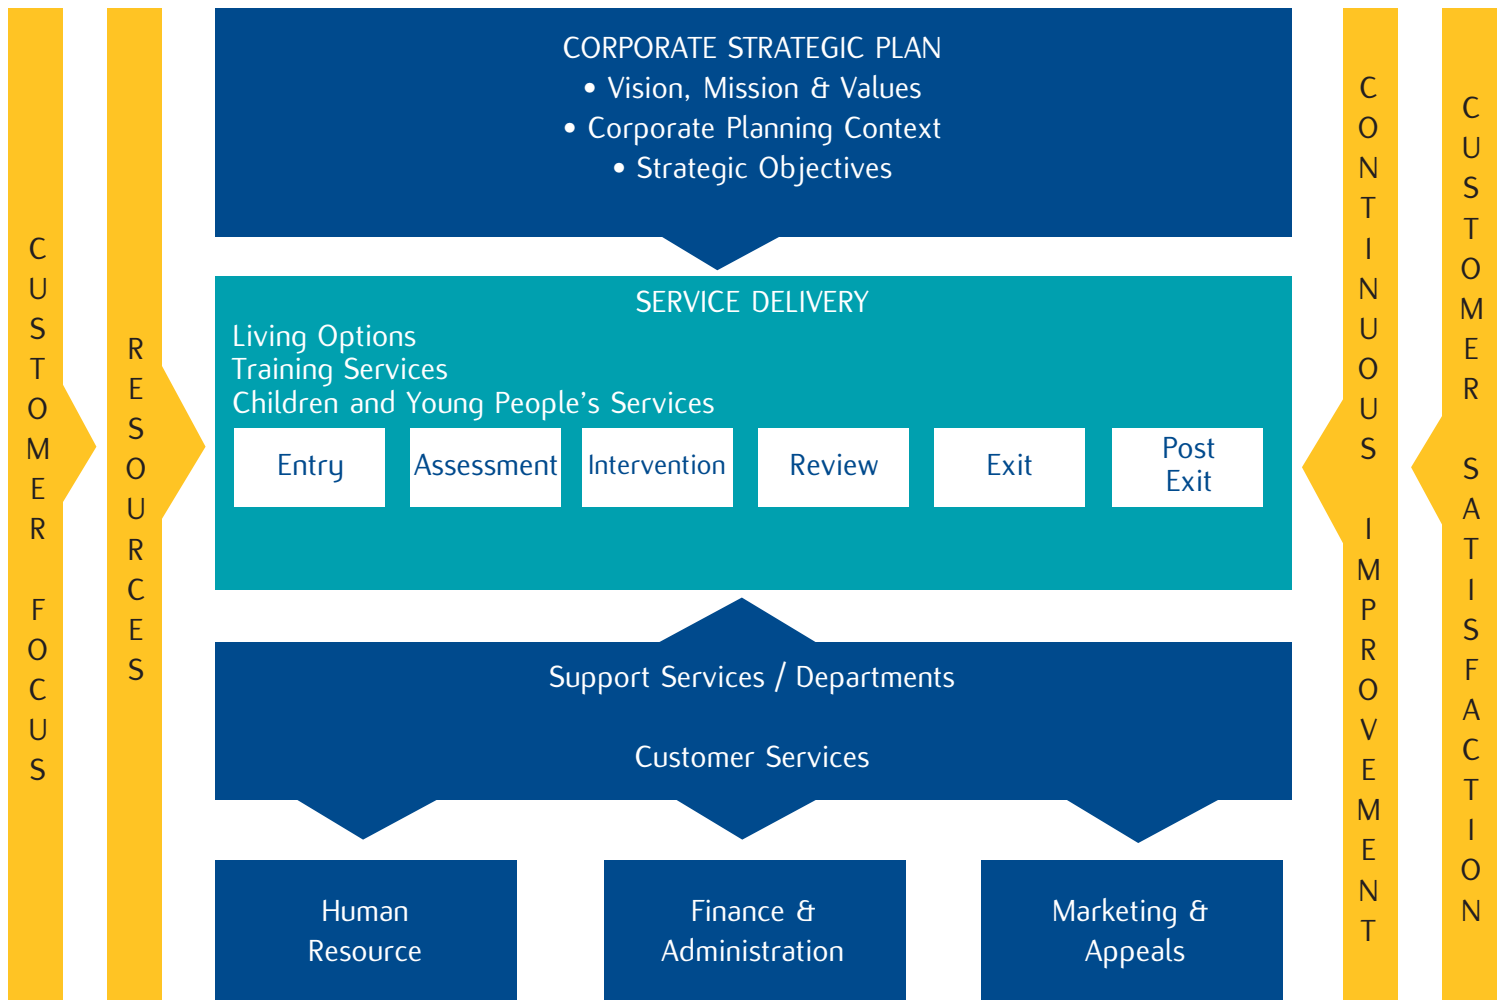 CUSTOMER FOCUS
RESOURCES
CORPORATE STRATEGIC PLAN
• Vision, Mission & Values
• Corporate Planning Context
• Strategic Objectives
SERVICE DELIVERY
Living Options
Training Services
Children and Young People’s Services
Entry
Assessment
Intervention
Review
Exit
Post
Exit
Support Services / Departments
Customer Services
Human
Resource
Finance &
Administration
Marketing &
Appeals
CONTINUOUS IMPROVEMENT
CUSTOMER SATISFACTION